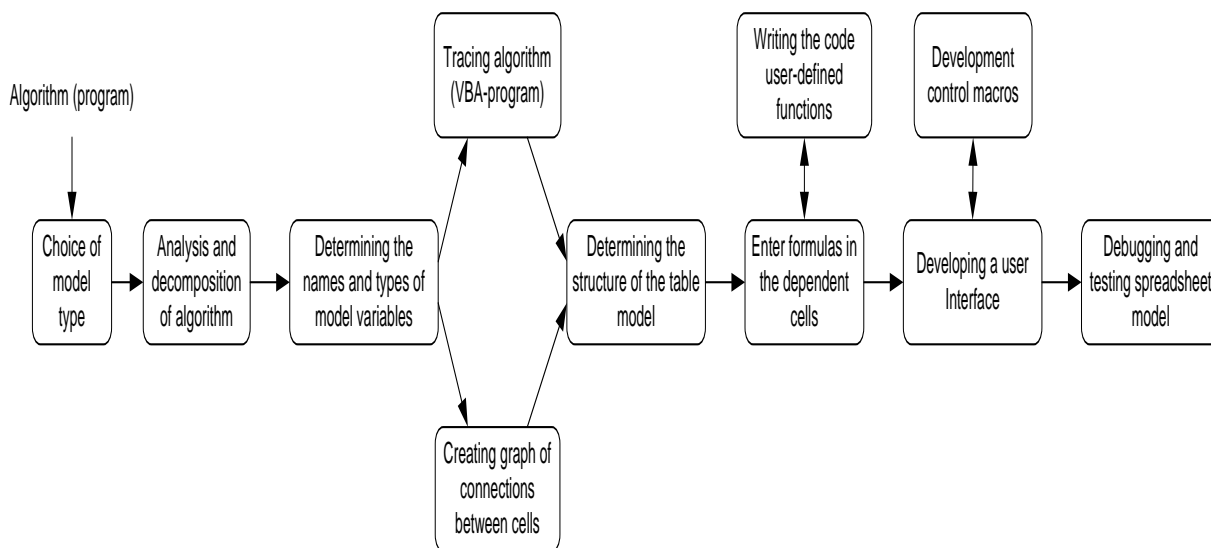 Algorithm (program)
Choice of
model
type
Analysis and
decomposition
of algorithm
Determining the
names and types of
model variables
Tracing algorithm
(VBA-program)
Creating graph of
connections
between cells
Determining the
structure of the table
model
Writing the code
user-defined
functions
Enter formulas in
the dependent
cells
Development
control macros
Developing a user
Interface
Debugging and
testing spreadsheet
model